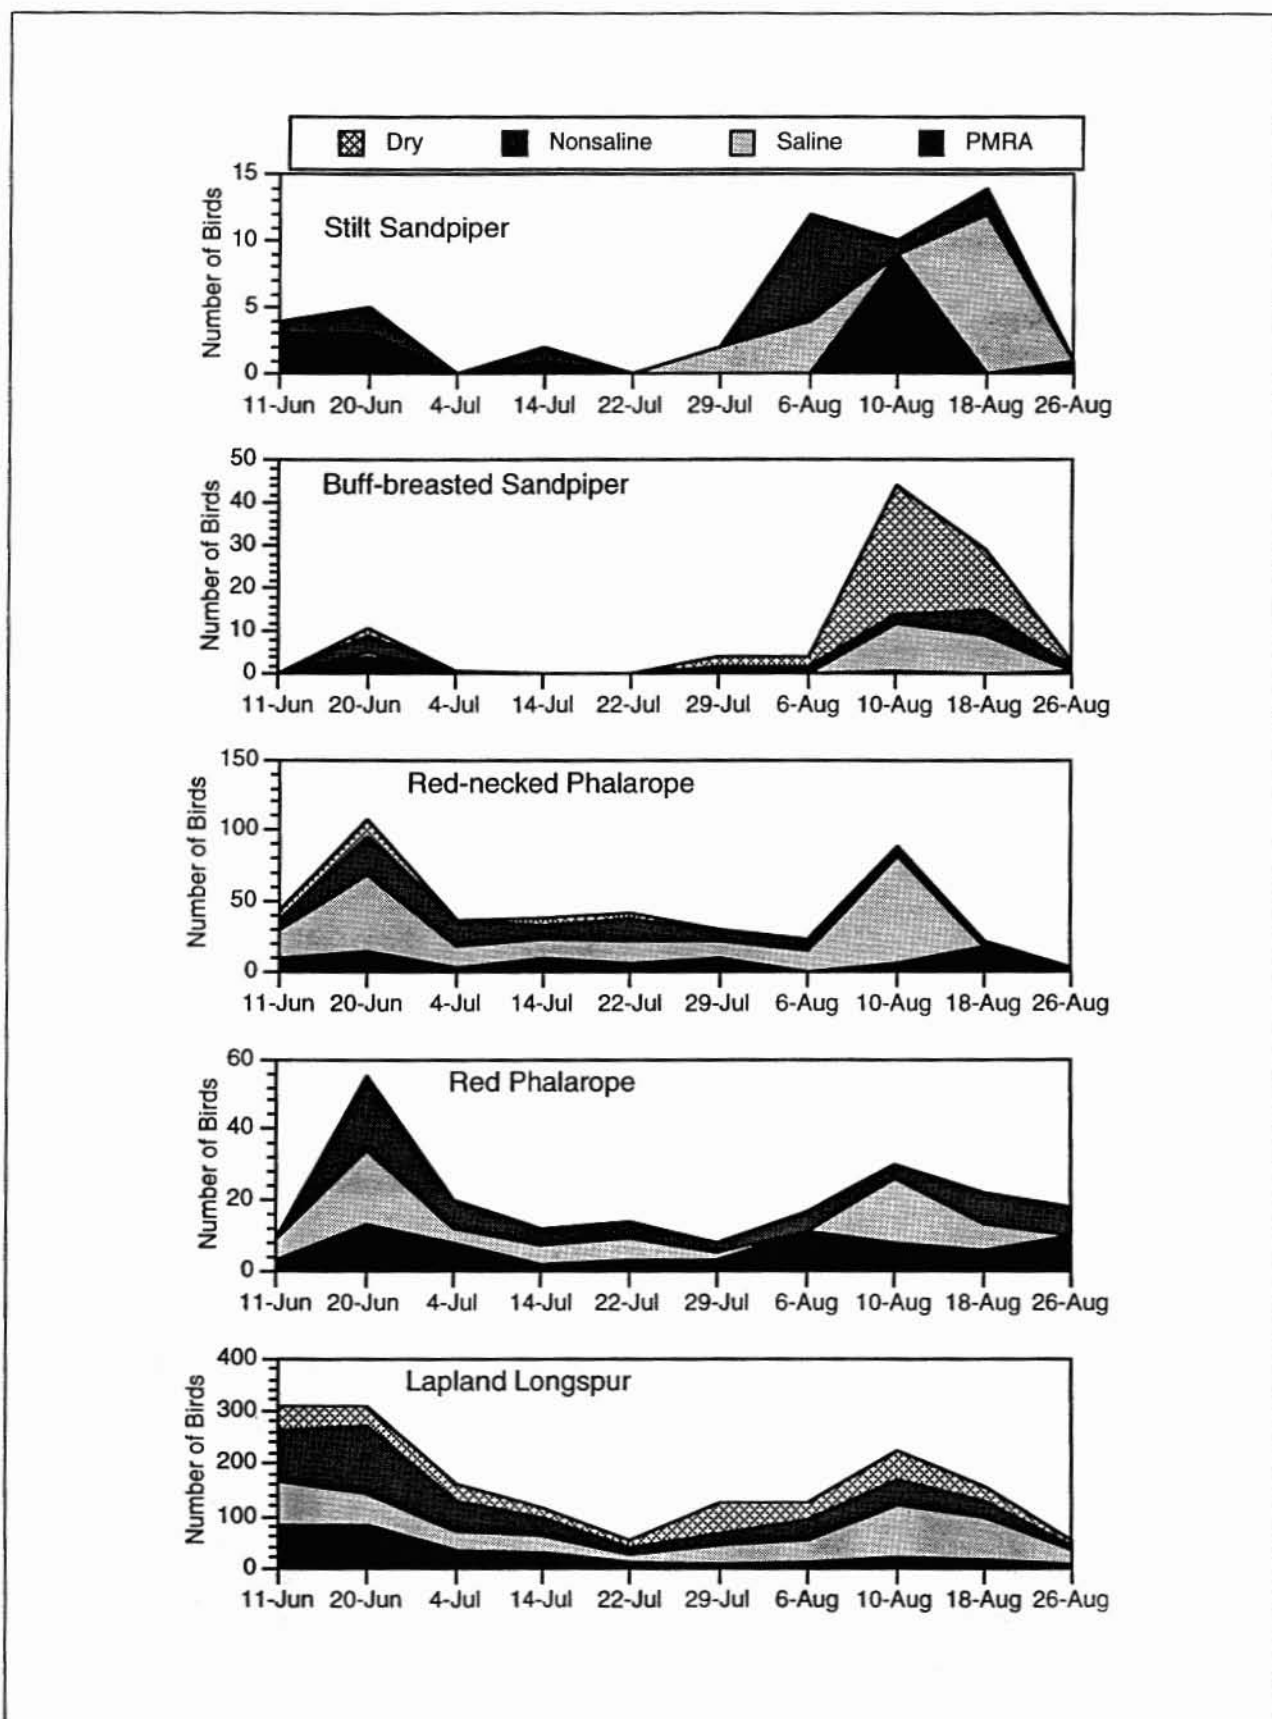 Dry Nonsaline Saline PMRA
Stilt Sandpiper
Number of Birds
15
10
5
0
11-Jun 20-Jun 4-Jul 14-Jul 22-Jul 29-Jul 6-Aug 10-Aug 18-Aug 26-Aug
Buff-breasted Sandpiper
Number of Birds
50
40
30
20
10
0
11-Jun 20-Jun 4-Jul 14-Jul 22-Jul 29-Jul 6-Aug 10-Aug 18-Aug 26-Aug
Red-necked Phalarope
Number of Birds
150
100
50
0
11-Jun 20-Jun 4-Jul 14-Jul 22-Jul 29-Jul 6-Aug 10-Aug 18-Aug 26-Aug
Red Phalarope
Number of Birds
60
40
20
0
11-Jun 20-Jun 4-Jul 14-Jul 22-Jul 29-Jul 6-Aug 10-Aug 18-Aug 26-Aug
Lapland Longspur
Number of Birds
400
300
200
100
0
11-Jun 20-Jun 4-Jul 14-Jul 22-Jul 29-Jul 6-Aug 10-Aug 18-Aug 26-Aug